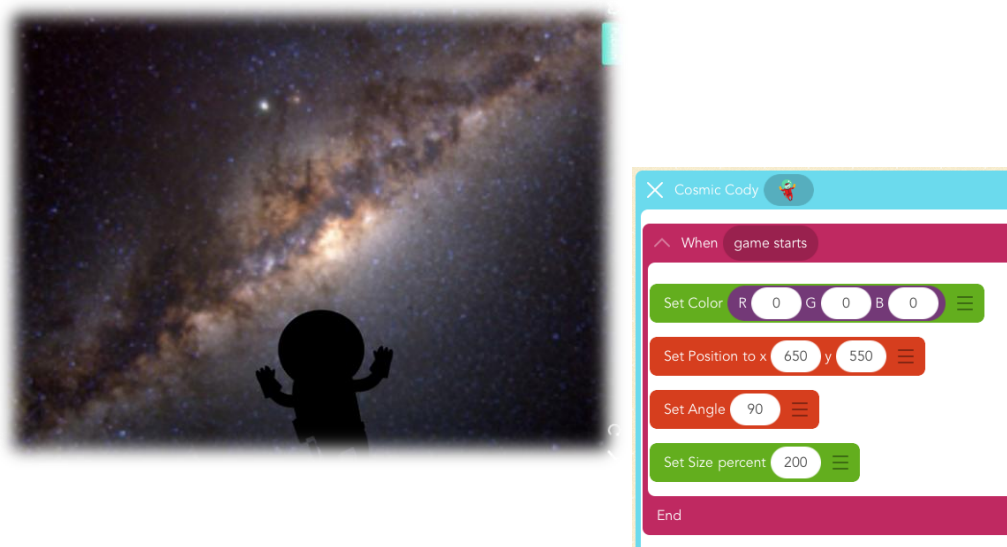 Cosmic Cody
When game starts
Set Color R 0 G 0 B 0
Set Position to x 650 y 550
Set Angle 90
Set Size percent 200
End